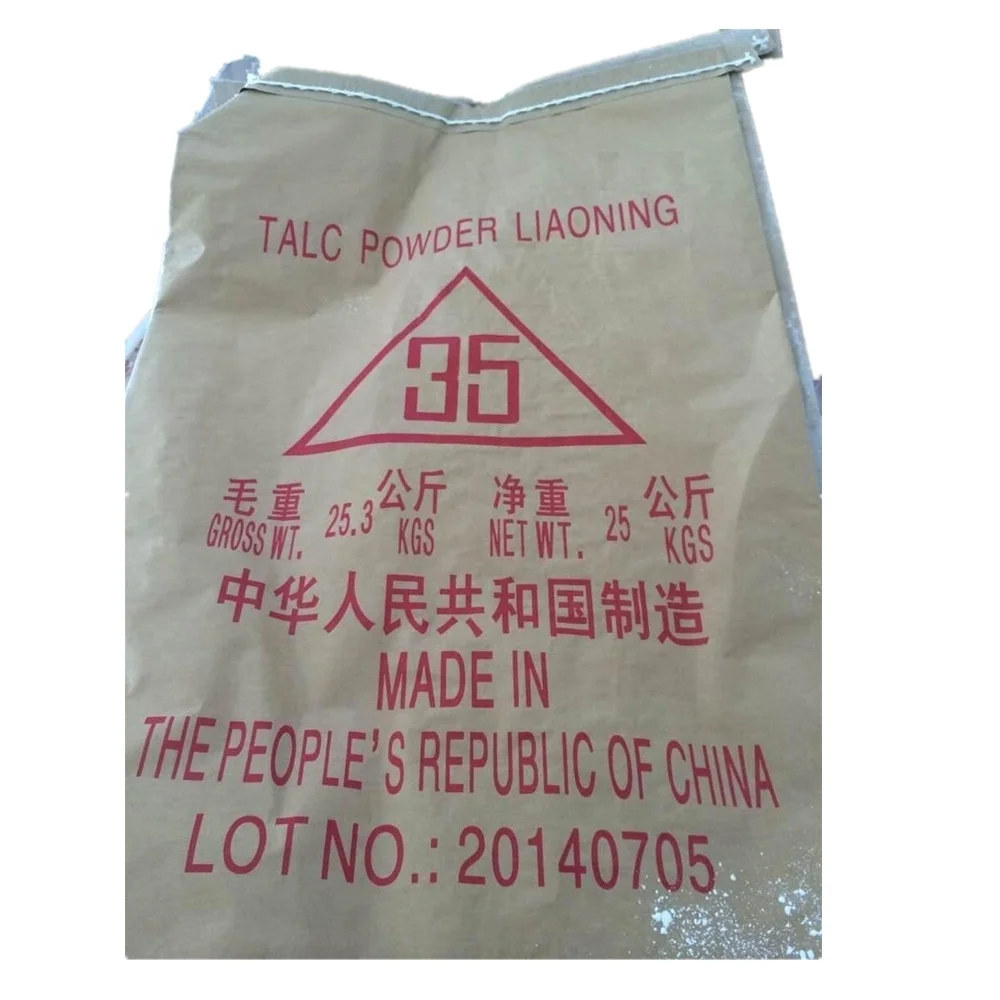 TALC POWDER LIAONING
35
毛重 25.3 公斤 净重 25 公斤
GROSS WT. KGS NET WT. KGS
中华人民共和国制造
MADE IN
THE PEOPLE'S REPUBLIC OF CHINA
LOT NO.: 20140705